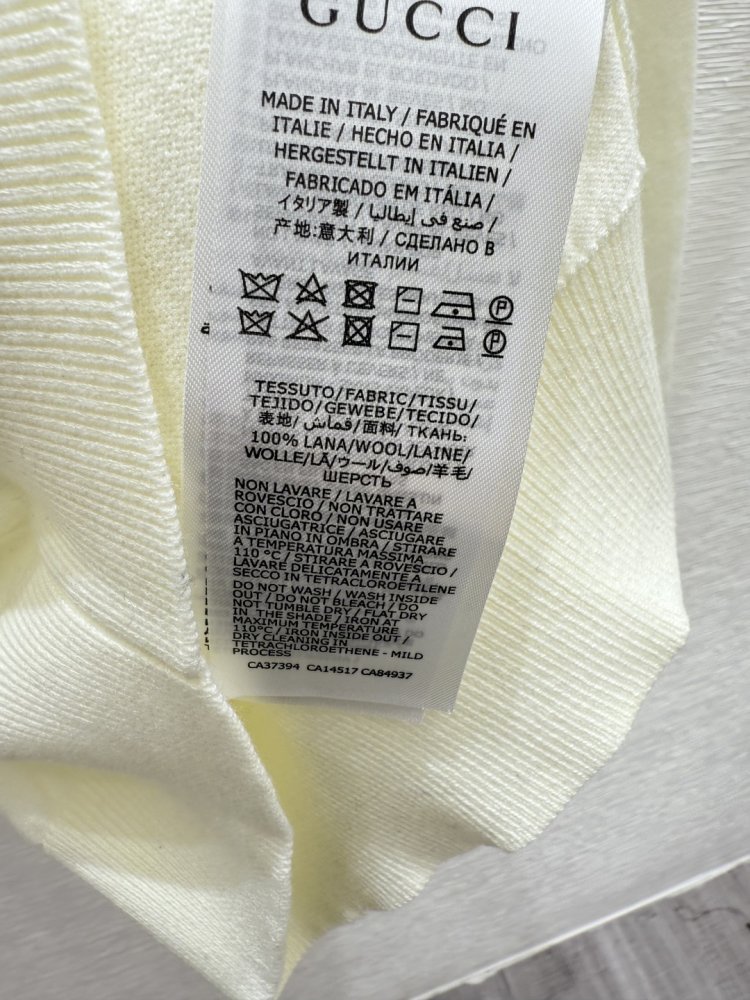 GUCCI
MADE IN ITALY / FABRIQUÉ EN
ITALIE / HECHO EN ITALIA /
HERGESTELLT IN ITALIEN /
FABRICADO EM ITÁLIA /
イタリア製 / صنع في إيطاليا /
产地:意大利 / СДЕЛАНО В
ИТАЛИИ
TESSUTO/FABRIC/TISSU/
TEJIDO/GEWEBE/TECIDO/
表地/قماش/面料/ ТКАНЬ:
100% LANA/WOOL/LAINE/
WOLLE/LÃ/ウール/صوف/羊毛/
ШЕРСТЬ
NON LAVARE / LAVARE A
ROVESCIO / NON TRATTARE
CON CLORO / NON USARE
ASCIUGATRICE / ASCIUGARE
IN PIANO IN OMBRA / STIRARE
A TEMPERATURA MASSIMA
110 °C / STIRARE A ROVESCIO /
LAVARE DELICATAMENTE A
SECCO IN TETRACLOROETILENE
DO NOT WASH / WASH INSIDE
OUT / DO NOT BLEACH / DO
NOT TUMBLE DRY / FLAT DRY
IN THE SHADE / IRON AT
MAXIMUM TEMPERATURE
110°C / IRON INSIDE OUT /
DRY CLEANING IN
TETRACHLOROETHENE - MILD
PROCESS
CA37394 CA14517 CA84937